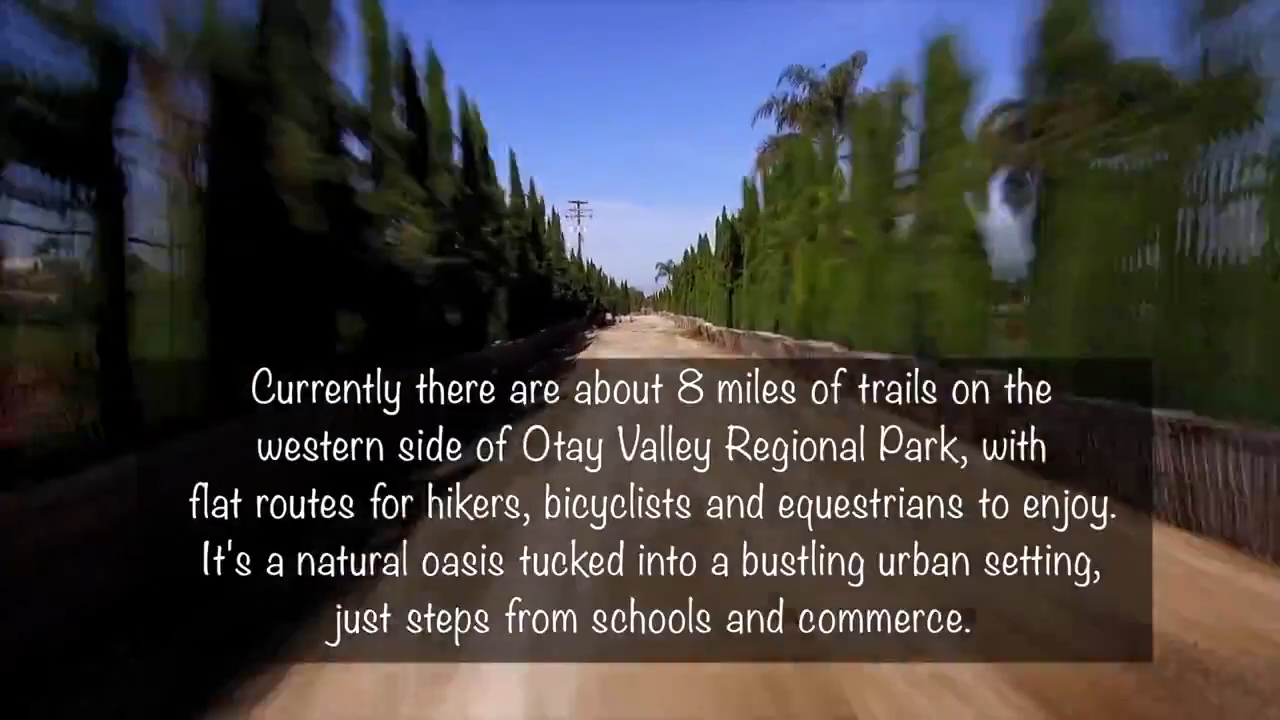 Currently there are about 8 miles of trails on the
western side of Otay Valley Regional Park, with
flat routes for hikers, bicyclists and equestrians to enjoy.
It's a natural oasis tucked into a bustling urban setting,
just steps from schools and commerce.